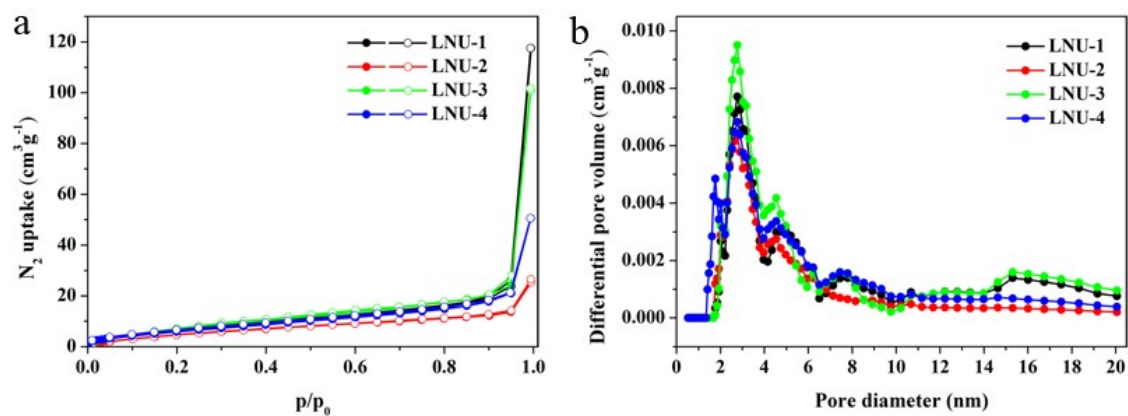 a
N₂ uptake (cm³g⁻¹)
120
100
80
60
40
20
0
LNU-1
LNU-2
LNU-3
LNU-4
0.0 0.2 0.4 0.6 0.8 1.0
p/p₀
b
Differential pore volume (cm³g⁻¹)
0.010
0.008
0.006
0.004
0.002
0.000
LNU-1
LNU-2
LNU-3
LNU-4
0 2 4 6 8 10 12 14 16 18 20
Pore diameter (nm)